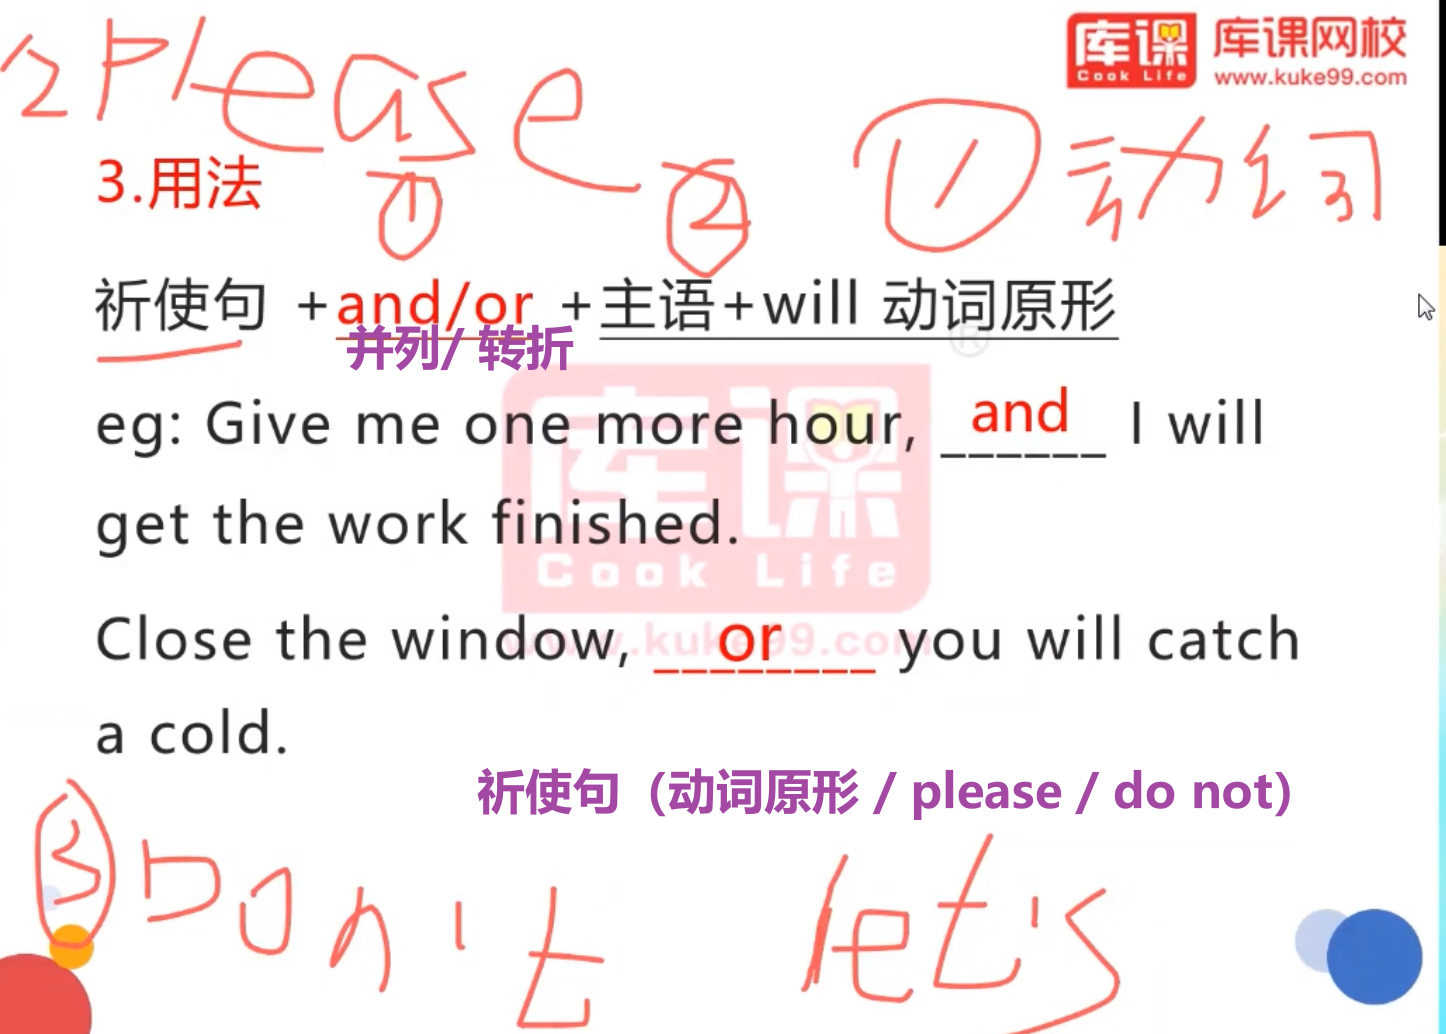 库课 库课网校
Cook Life www.kuke99.com
2 please
① 动词
3.用法
① ②
祈使句 +and/or +主语+will 动词原形
并列/ 转折
®
eg: Give me one more hour, ______ and I will
get the work finished.
库课
Cook Life
www.kuke99.com
Close the window, ________ or you will catch
a cold.
祈使句（动词原形 / please / do not）
③ Don't let's